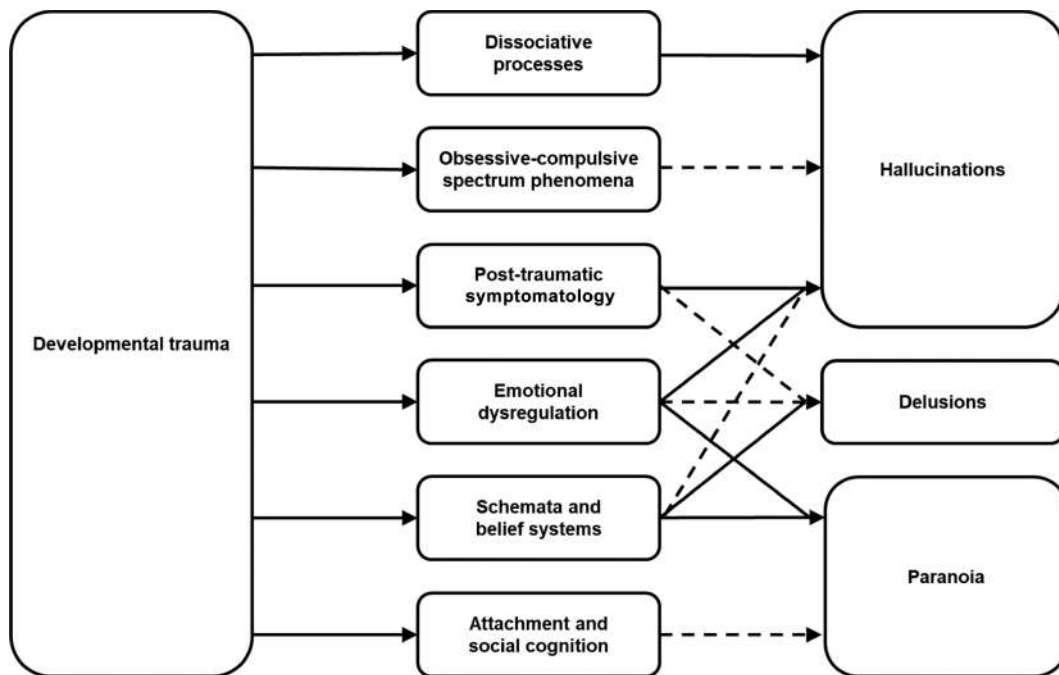 Developmental trauma
Dissociative
processes
Obsessive-compulsive
spectrum phenomena
Post-traumatic
symptomatology
Emotional
dysregulation
Schemata and
belief systems
Attachment and
social cognition
Hallucinations
Delusions
Paranoia